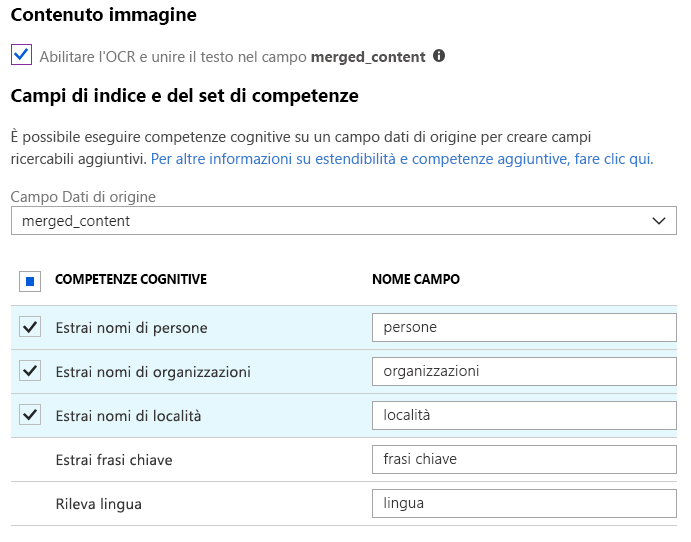 Contenuto immagine
Abilitare l'OCR e unire il testo nel campo merged_content
Campi di indice e del set di competenze
È possibile eseguire competenze cognitive su un campo dati di origine per creare campi
ricercabili aggiuntivi. Per altre informazioni su estendibilità e competenze aggiuntive, fare clic qui.
Campo Dati di origine
merged_content
COMPETENZE COGNITIVE NOME CAMPO
Estrai nomi di persone persone
Estrai nomi di organizzazioni organizzazioni
Estrai nomi di località località
Estrai frasi chiave frasi chiave
Rileva lingua lingua